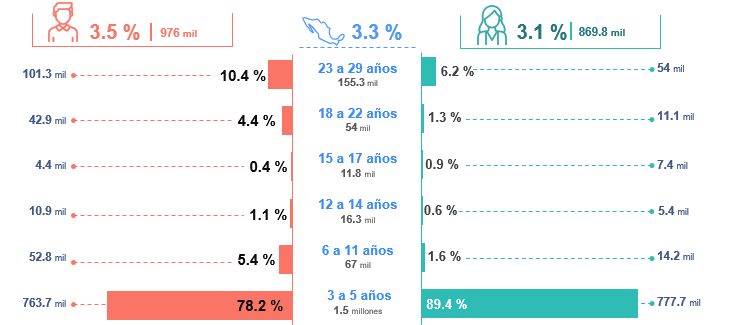 3.5 % 976 mil 3.3 % 3.1 % 869.8 mil
101.3 mil 10.4 % 23 a 29 años 6.2 % 54 mil
155.3 mil
42.9 mil 4.4 % 18 a 22 años 1.3 % 11.1 mil
54 mil
4.4 mil 0.4 % 15 a 17 años 0.9 % 7.4 mil
11.8 mil
10.9 mil 1.1 % 12 a 14 años 0.6 % 5.4 mil
16.3 mil
52.8 mil 5.4 % 6 a 11 años 1.6 % 14.2 mil
67 mil
763.7 mil 78.2 % 3 a 5 años 89.4 % 777.7 mil
1.5 millones